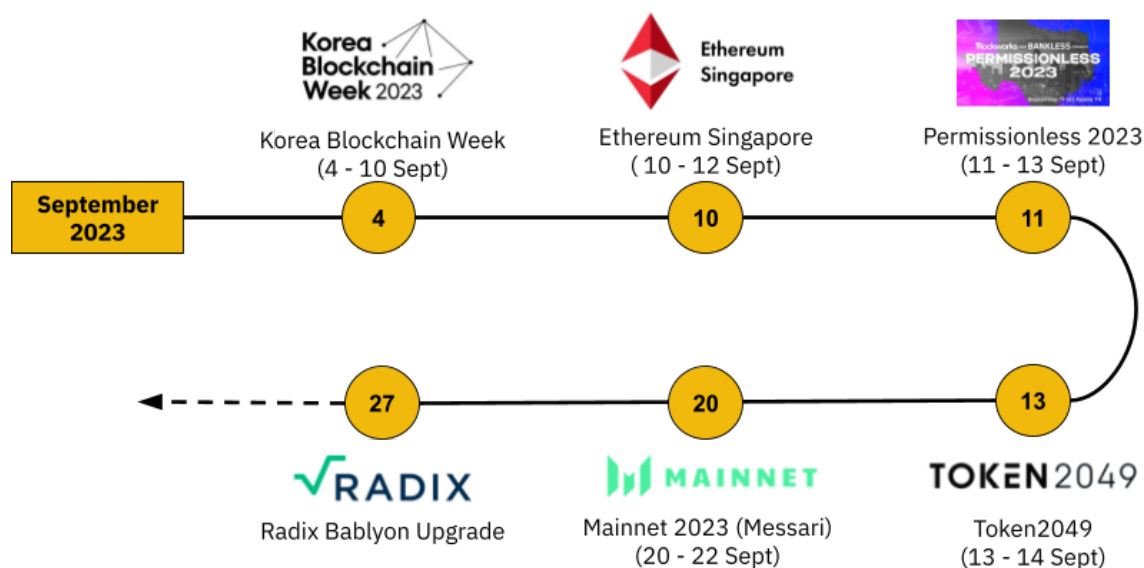 Korea
Blockchain
Week 2023
Korea Blockchain Week
(4 - 10 Sept)
Ethereum
Singapore
Ethereum Singapore
( 10 - 12 Sept)
Blockworks — BANKLESS
PERMISSIONLESS
2023
Permissionless 2023
(11 - 13 Sept)
September
2023
4
10
11
27
20
13
RADIX
Radix Bablyon Upgrade
MAINNET
Mainnet 2023 (Messari)
(20 - 22 Sept)
TOKEN2049
Token2049
(13 - 14 Sept)